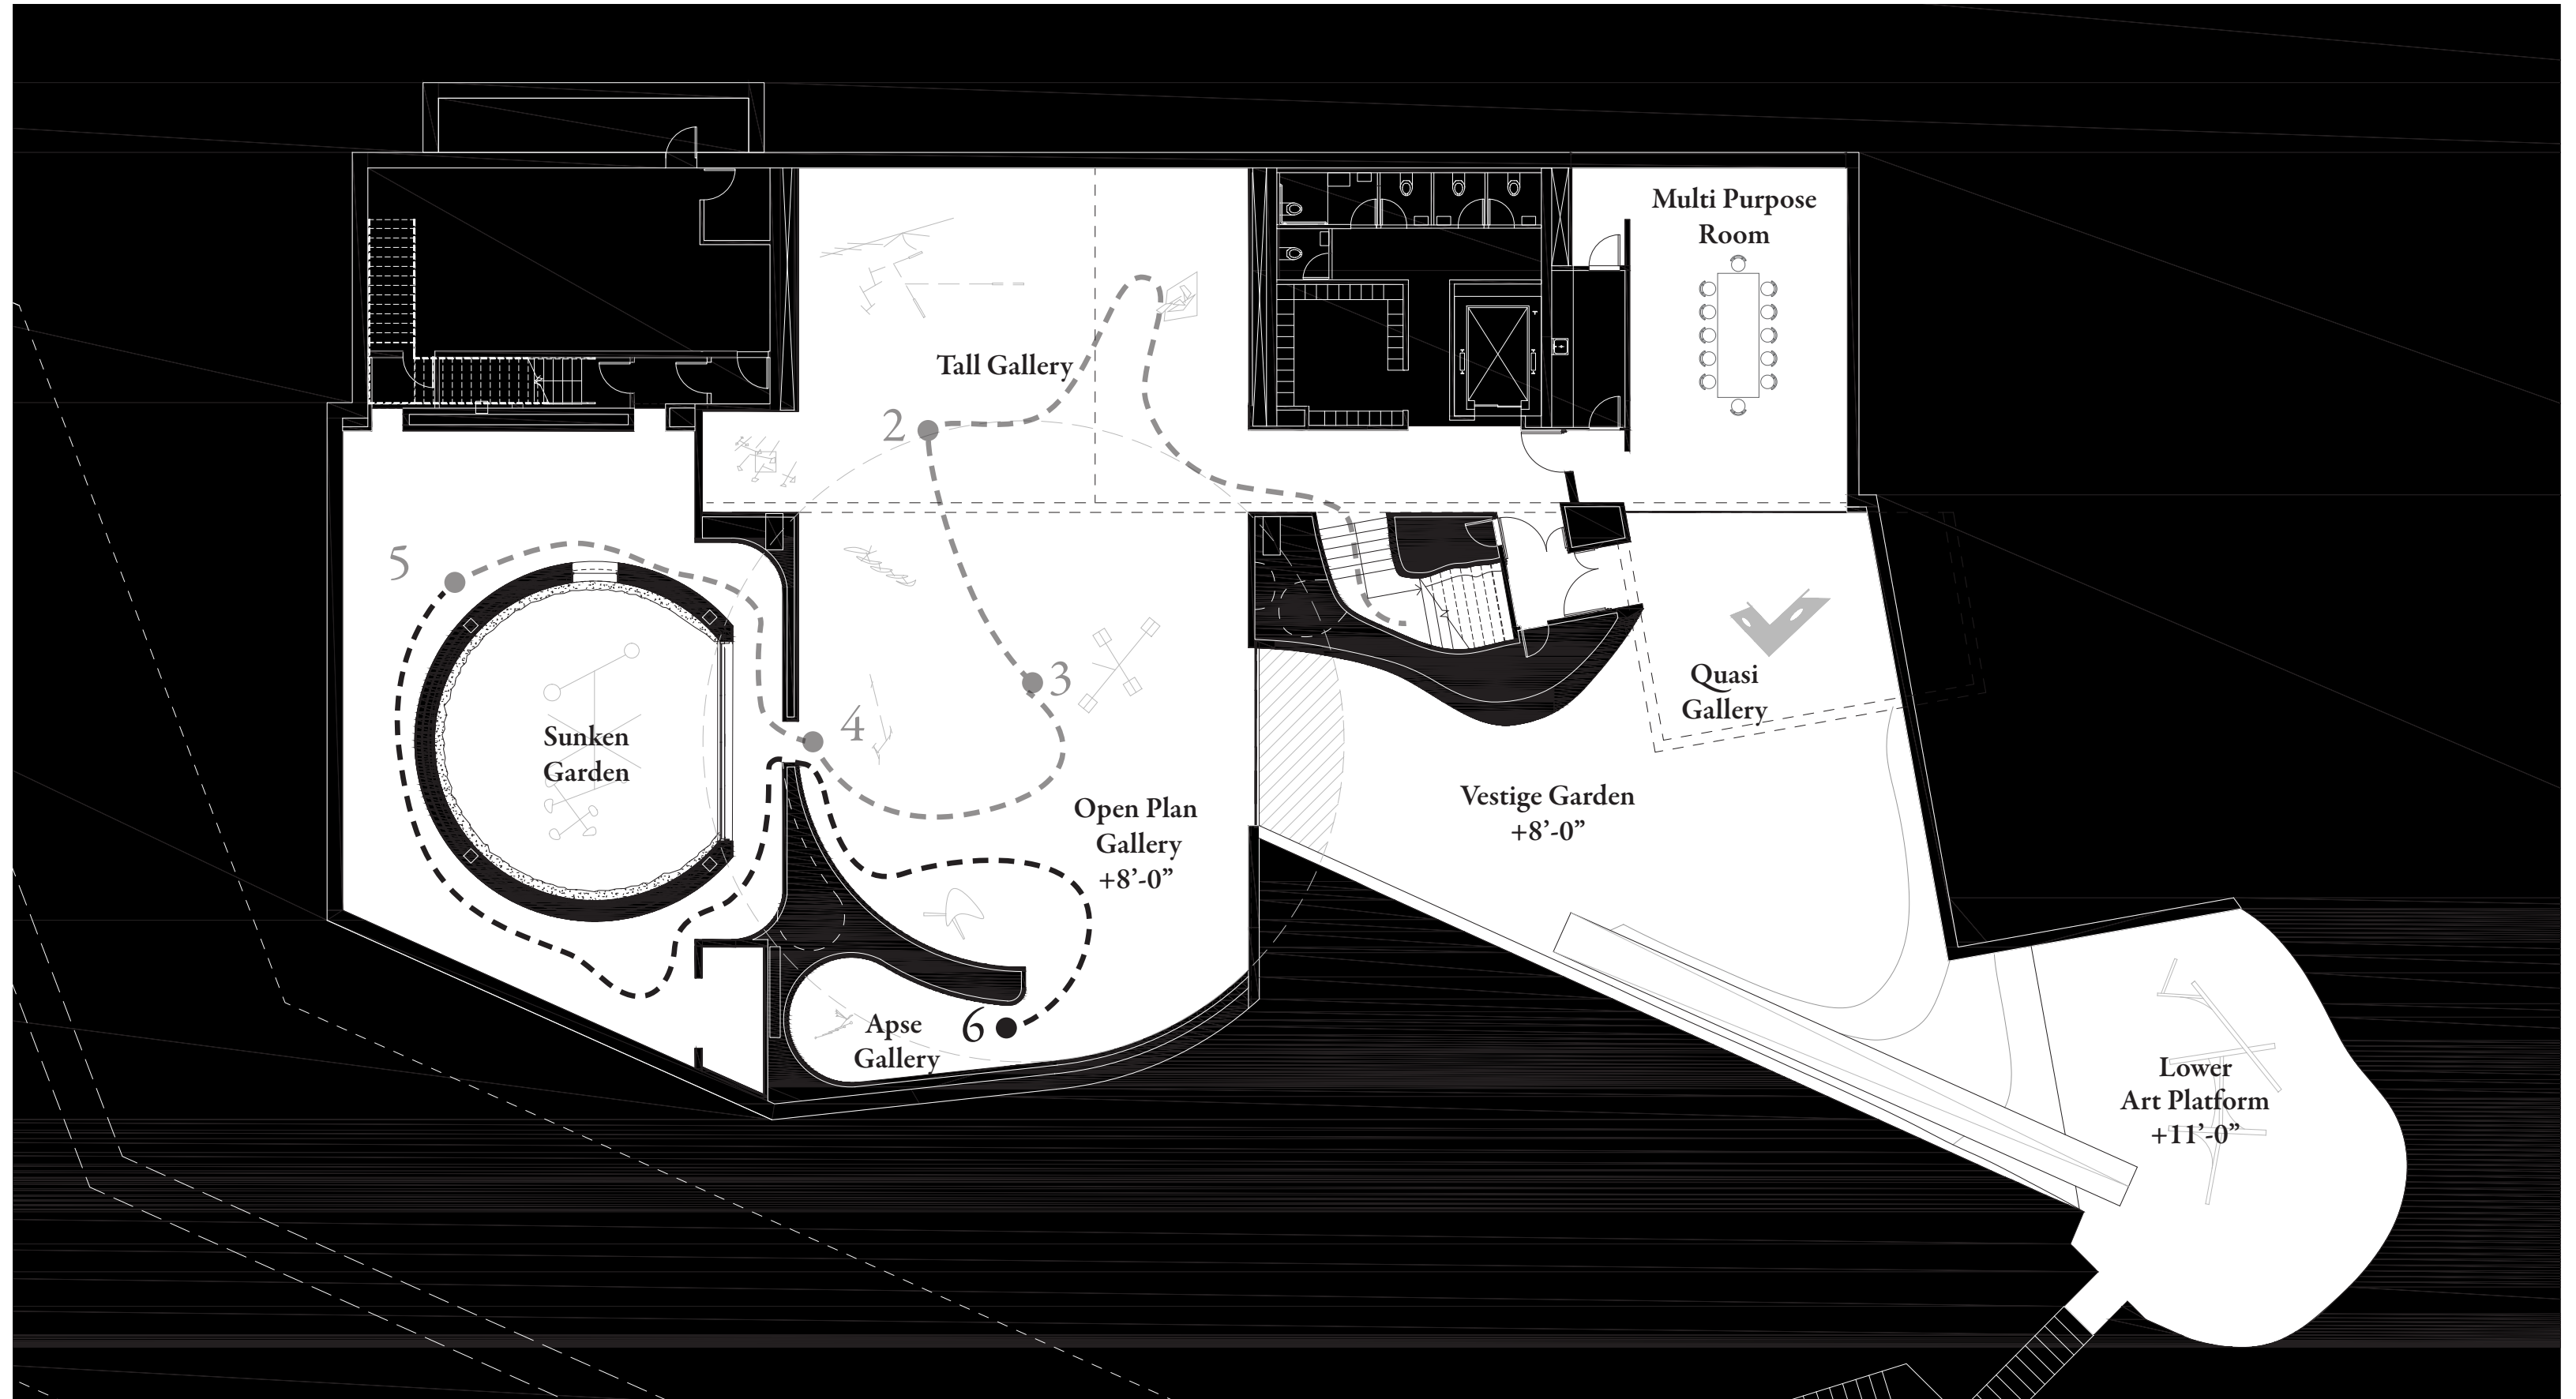 Multi Purpose
Room
Tall Gallery
2
5
3
4
Quasi
Gallery
Sunken
Garden
Open Plan
Gallery
+8’-0”
Vestige Garden
+8’-0”
6
Apse
Gallery
Lower
Art Platform
+11’-0”